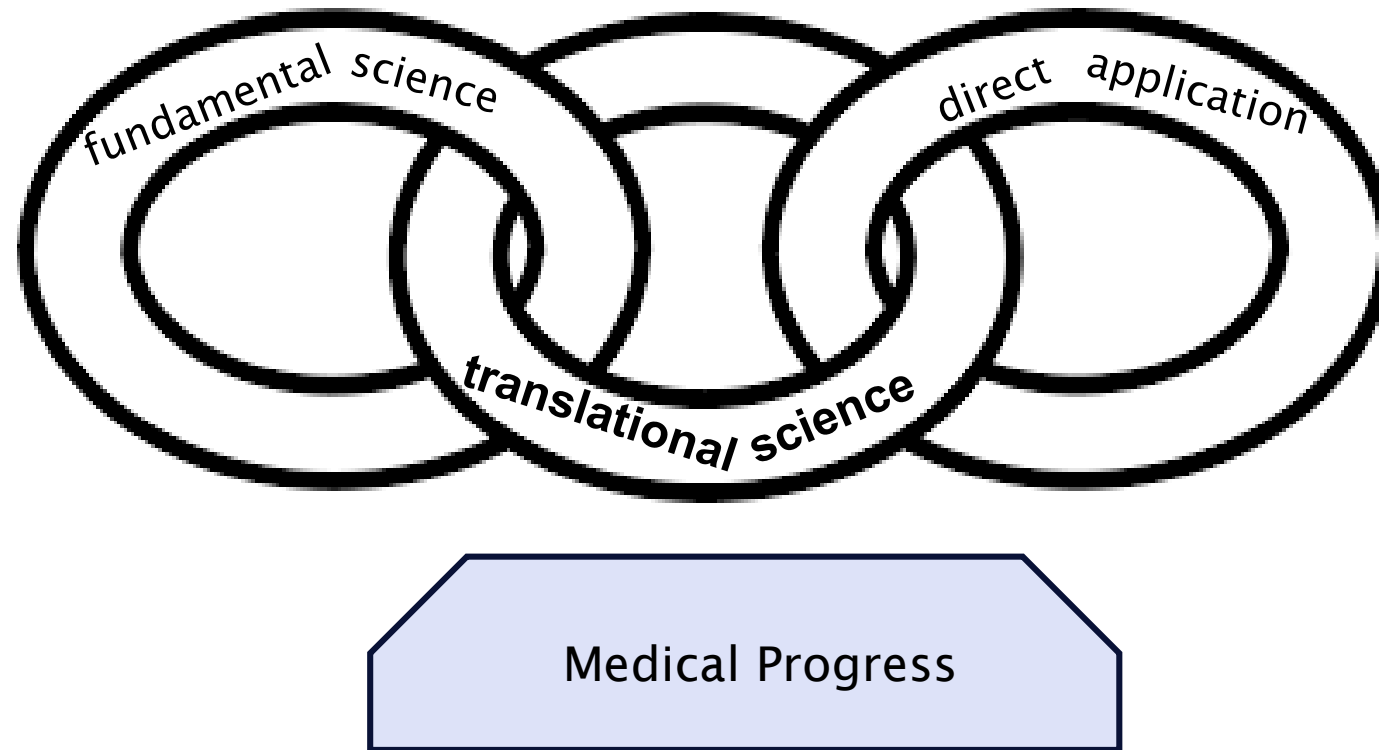 fundamental science
direct application
translational science
Medical Progress